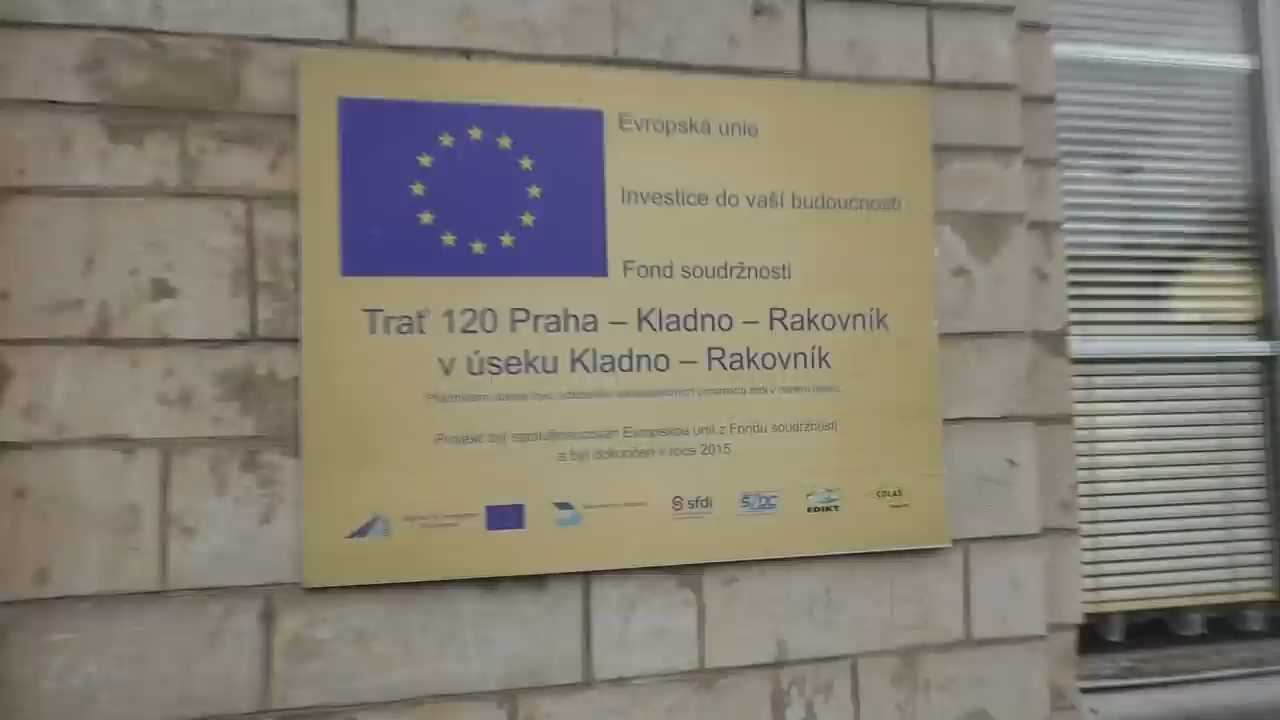 Evropská unie
Investice do vaší budoucnosti
Fond soudržnosti
Trať 120 Praha – Kladno – Rakovník
v úseku Kladno – Rakovník
Projekt byl spolufinancován Evropskou unií z Fondu soudržnosti
a byl dokončen v roce 2015
sfdi
EDIKT
COLAS